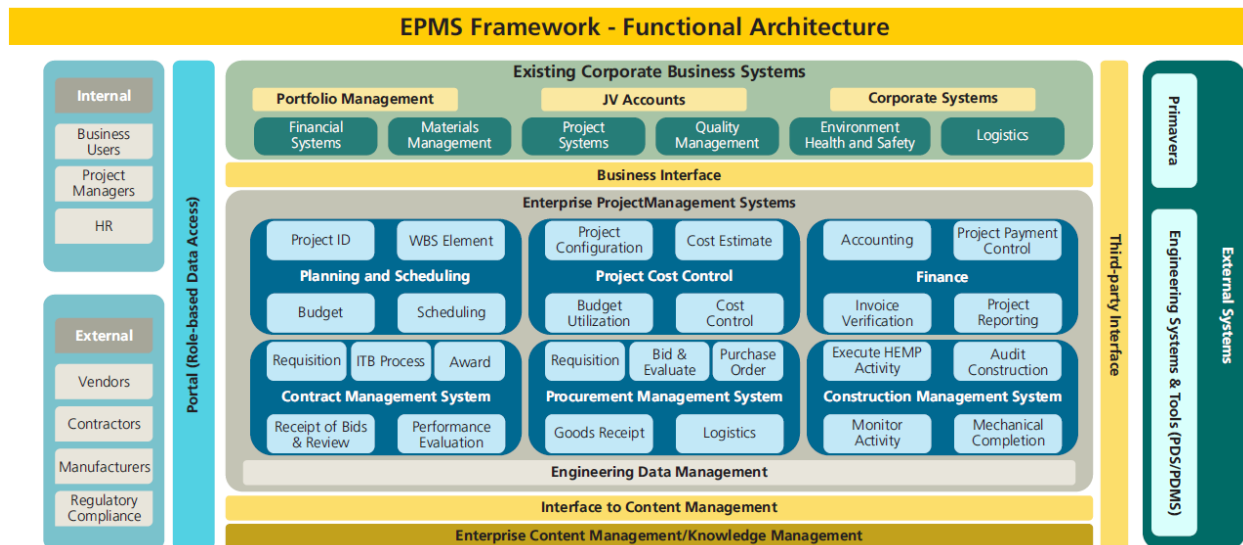 EPMS Framework - Functional Architecture
Internal
Business
Users
Project
Managers
HR
External
Vendors
Contractors
Manufacturers
Regulatory
Compliance
Portal (Role-based Data Access)
Existing Corporate Business Systems
Portfolio Management
JV Accounts
Corporate Systems
Financial
Systems
Materials
Management
Project
Systems
Quality
Management
Environment
Health and Safety
Logistics
Business Interface
Enterprise ProjectManagement Systems
Project ID
WBS Element
Planning and Scheduling
Budget
Scheduling
Project
Configuration
Cost Estimate
Project Cost Control
Budget
Utilization
Cost
Control
Accounting
Project Payment
Control
Finance
Invoice
Verification
Project
Reporting
Requisition
ITB Process
Award
Contract Management System
Receipt of Bids
& Review
Performance
Evaluation
Requisition
Bid &
Evaluate
Purchase
Order
Procurement Management System
Goods Receipt
Logistics
Execute HEMP
Activity
Audit
Construction
Construction Management System
Monitor
Activity
Mechanical
Completion
Engineering Data Management
Interface to Content Management
Enterprise Content Management/Knowledge Management
Third-party Interface
Primavera
Engineering Systems & Tools (PDS/PDMS)
External Systems